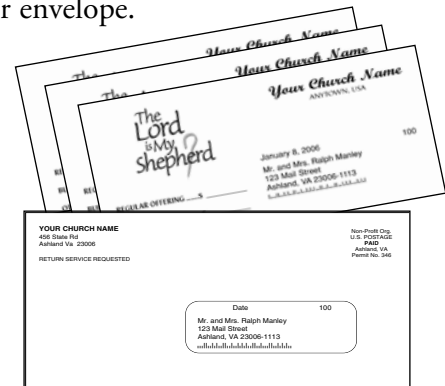 r envelope.
Your Church Name
Your Church Name
Your Church Name
ANYTOWN, USA
The
The
The
Lord
is My
shepherd
100
January 8, 2006
Mr. and Mrs. Ralph Manley
123 Mail Street
Ashland, VA 23006-1113
REGULAR OFFERING ....$
YOUR CHURCH NAME
456 State Rd
Ashland Va 23006
RETURN SERVICE REQUESTED
Non-Profit Org.
U.S. POSTAGE
PAID
Ashland, VA
Permit No. 346
Date 100
Mr. and Mrs. Ralph Manley
123 Mail Street
Ashland, VA 23006-1113